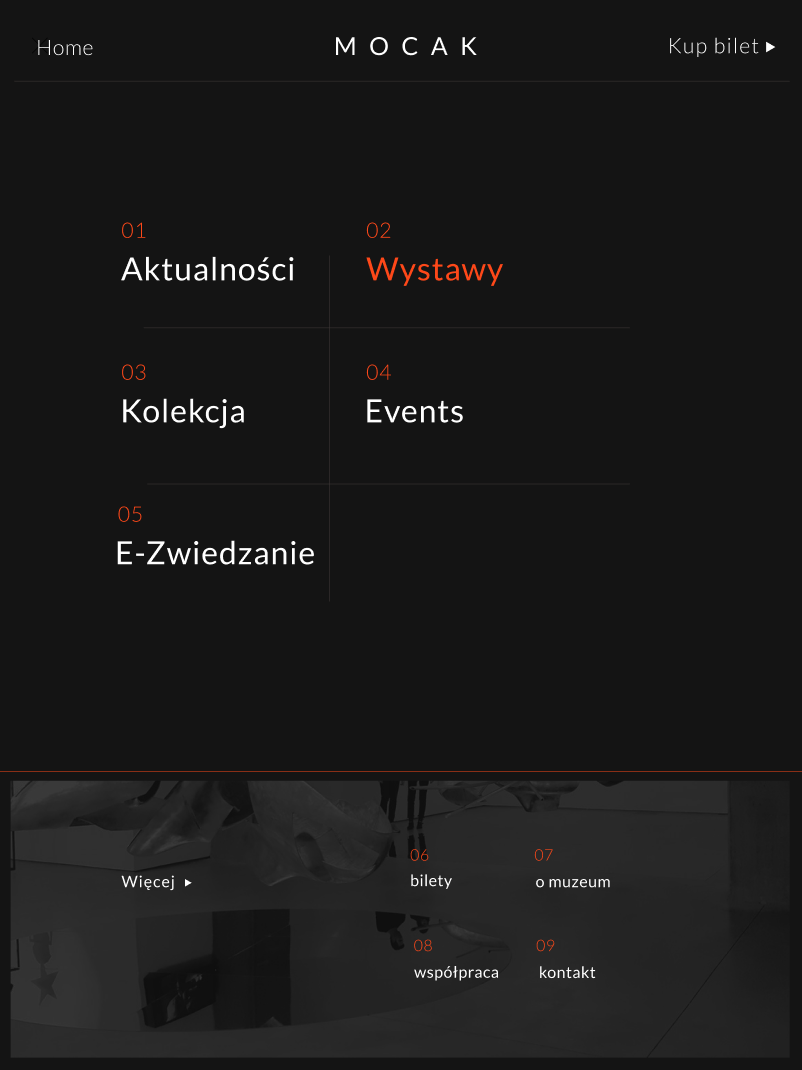 Home
M O C A K
Kup bilet
01
Aktualności
02
Wystawy
03
Kolekcja
04
Events
05
E-Zwiedzanie
Więcej
06
bilety
07
o muzeum
08
współpraca
09
kontakt